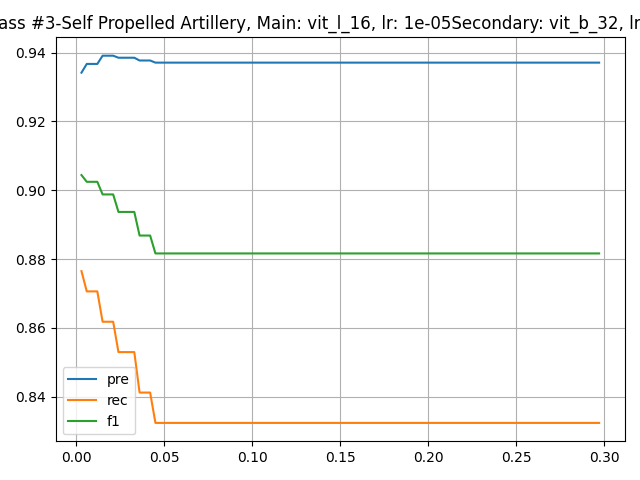 ass #3-Self Propelled Artillery, Main: vit_l_16, lr: 1e-05Secondary: vit_b_32, lr
0.94
0.92
0.90
0.88
0.86
0.84
pre
rec
f1
0.00 0.05 0.10 0.15 0.20 0.25 0.30